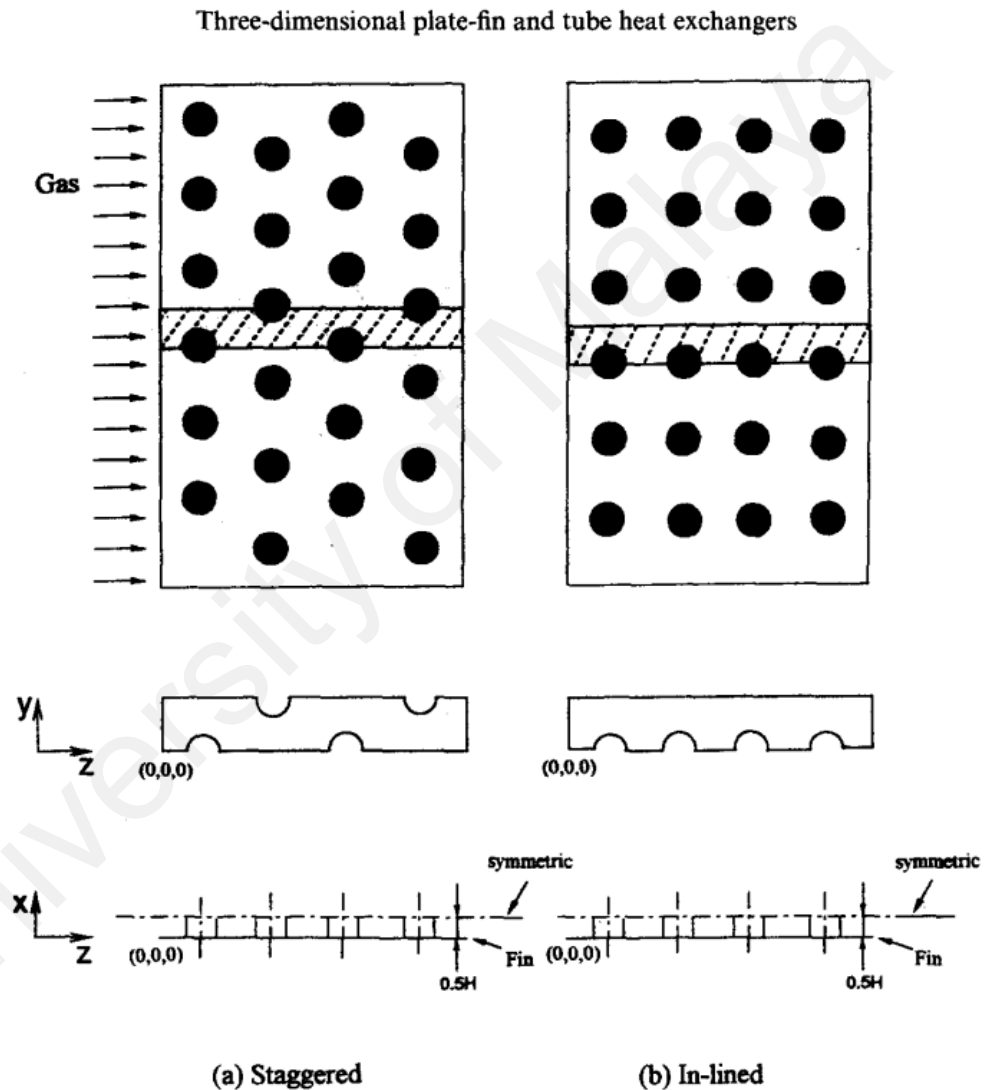 Three-dimensional plate-fin and tube heat exchangers
Gas
University of Malaya
y
z
(0,0,0)
(0,0,0)
symmetric
symmetric
x
z
(0,0,0)
Fin
0.5H
(0,0,0)
Fin
0.5H
(a) Staggered
(b) In-lined